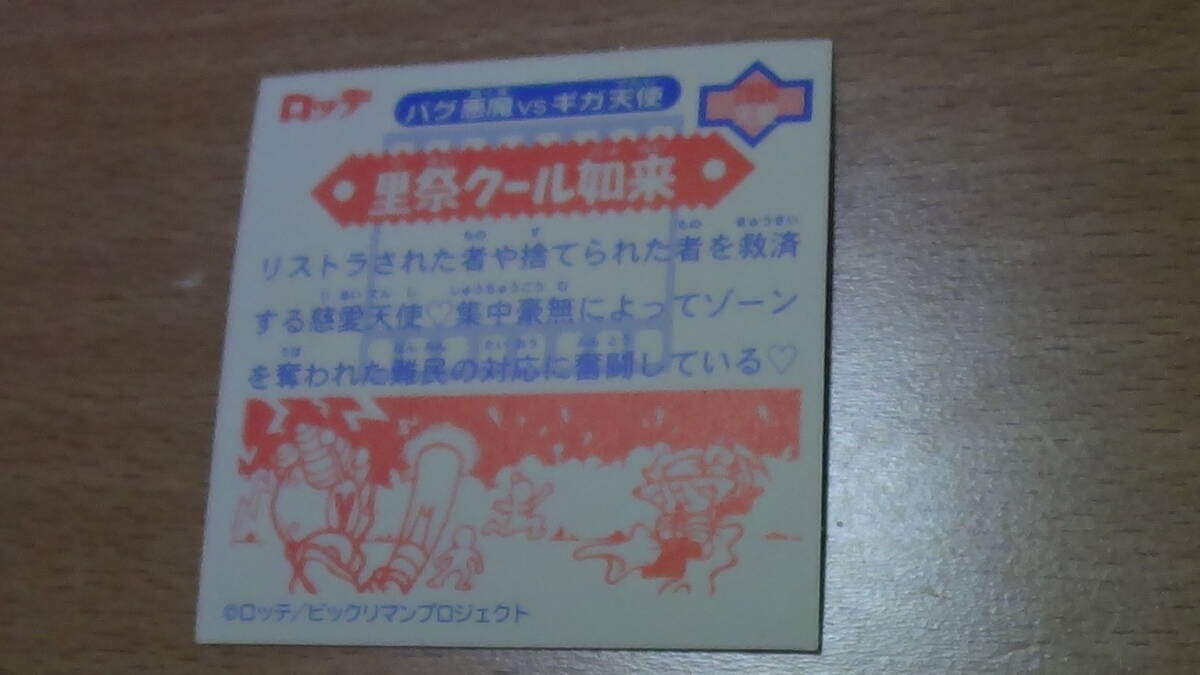 ロッテ
バグ悪魔VSギガ天使
里祭クール如来
リストラされた者や捨てられた者を救済
する慈愛天使♡集中豪無によってゾーン
を奪われた難民の対応に奮闘している♡
©ロッテ/ビックリマンプロジェクト